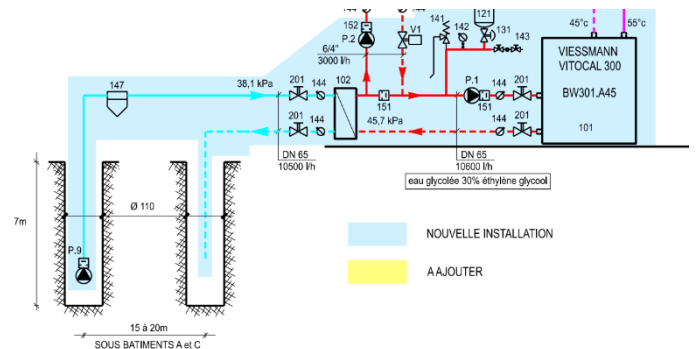 144
144
152
P.2
V1
141
142
121
131
143
45°c
55°c
6/4"
3000 l/h
VIESSMANN
VITOCAL 300
BW301.A45
101
147
38,1 kPa
201
144
102
151
P.1
151
144
201
201
144
45,7 kPa
144
201
DN 65
10500 l/h
DN 65
10600 l/h
eau glycolée 30% éthylène glycool
7m
Ø 110
P.9
NOUVELLE INSTALLATION
A AJOUTER
15 à 20m
SOUS BATIMENTS A et C